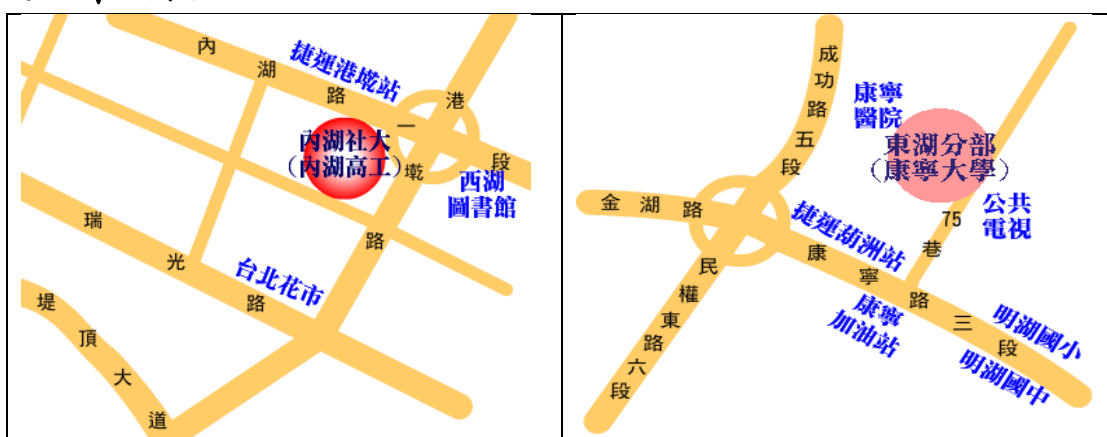 內湖路一段
捷運港墘站
港墘路
內湖社大
(內湖高工)
西湖
圖書館
瑞光路
台北花市
堤頂大道
成功路五段
康寧
醫院
東湖分部
(康寧大學)
公共
電視
75巷
金湖路
捷運葫洲站
康寧路三段
民權東路六段
康寧
加油站
明湖國小
明湖國中